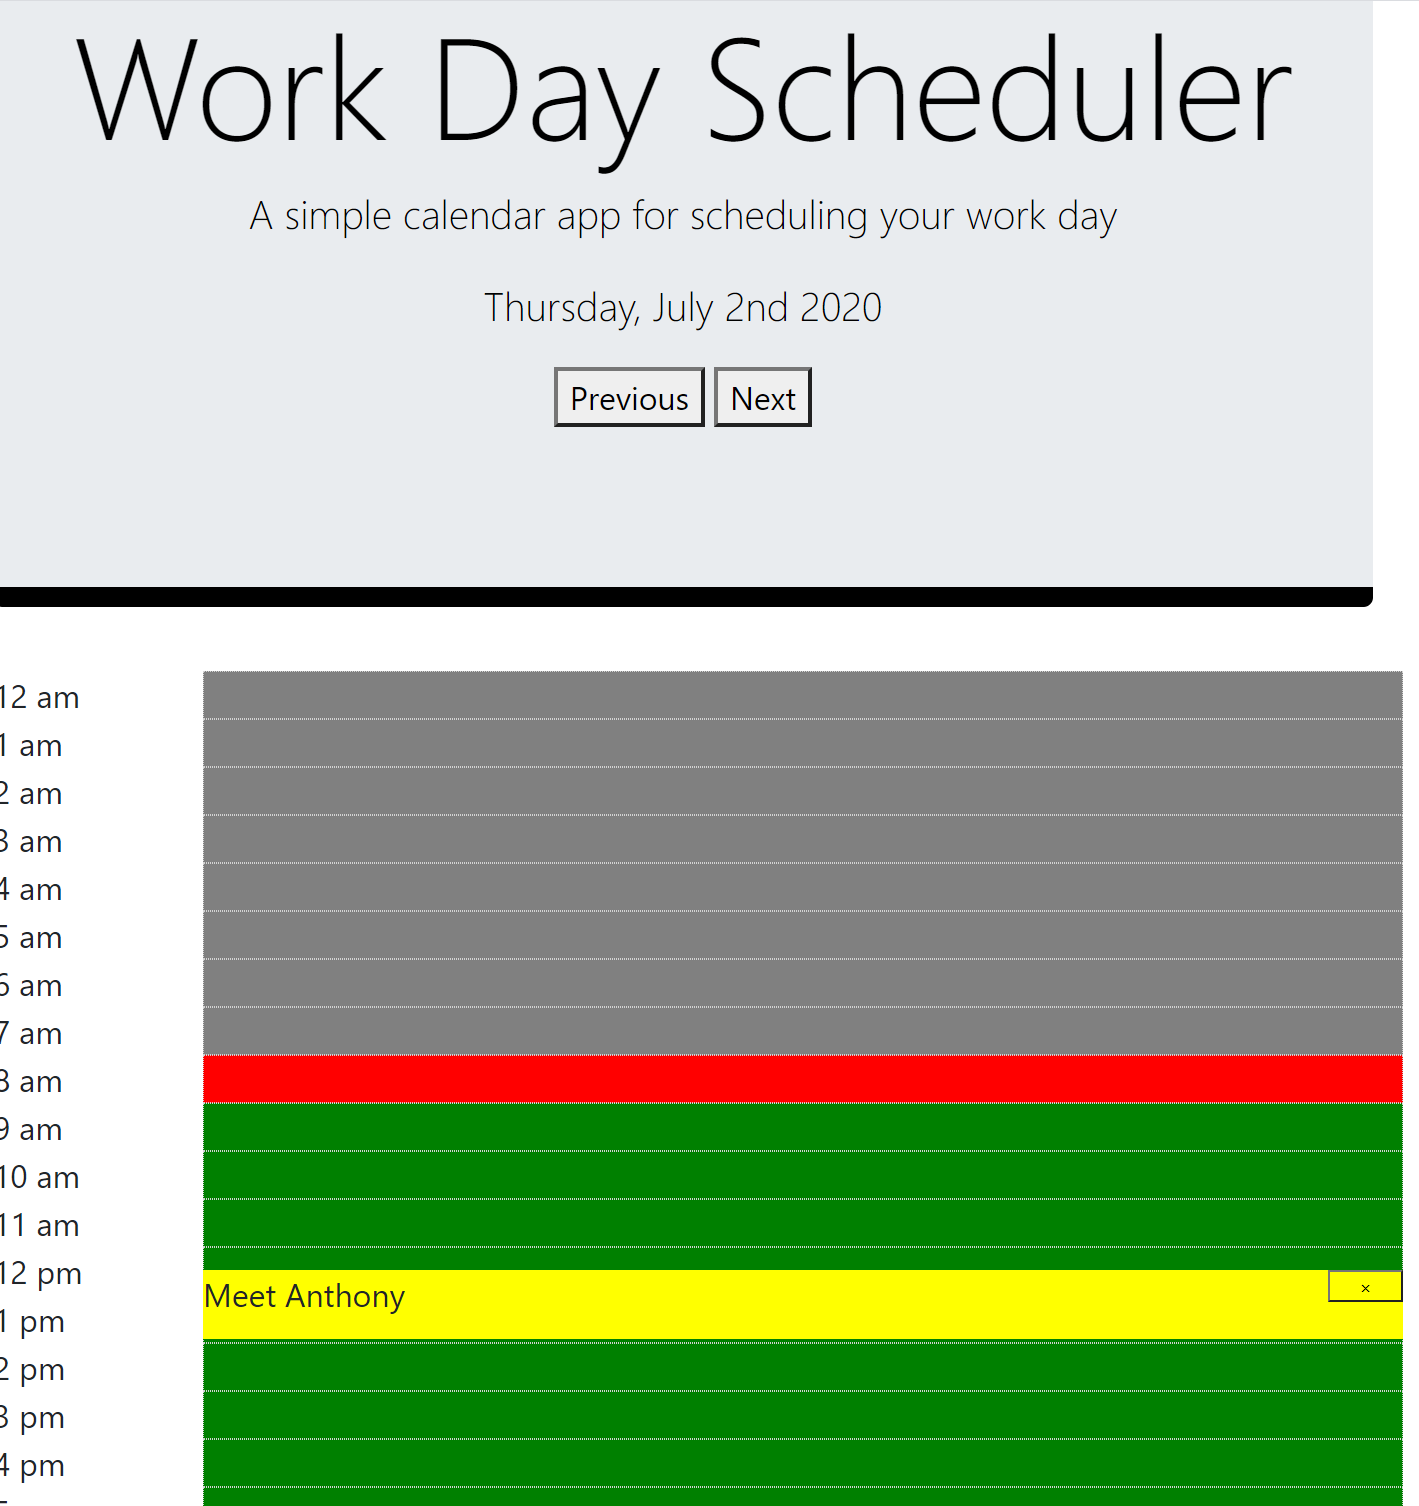 Work Day Scheduler
A simple calendar app for scheduling your work day
Thursday, July 2nd 2020
Previous Next
12 am
1 am
2 am
3 am
4 am
5 am
6 am
7 am
8 am
9 am
10 am
11 am
12 pm
Meet Anthony ×
1 pm
2 pm
3 pm
4 pm